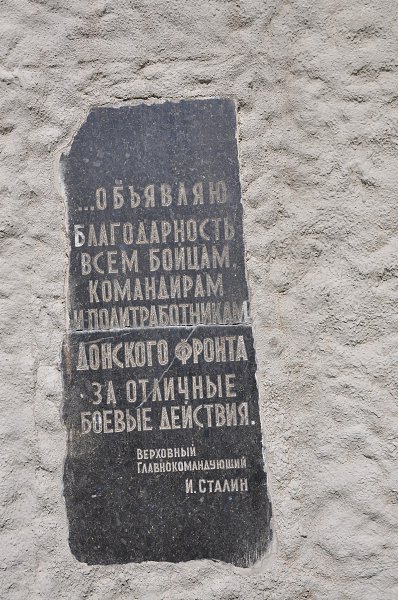 ...ОБЪЯВЛЯЮ
БЛАГОДАРНОСТЬ
ВСЕМ БОЙЦАМ,
КОМАНДИРАМ
И ПОЛИТРАБОТНИКАМ
ДОНСКОГО ФРОНТА
ЗА ОТЛИЧНЫЕ
БОЕВЫЕ ДЕЙСТВИЯ.
ВЕРХОВНЫЙ
ГЛАВНОКОМАНДУЮЩИЙ
И. СТАЛИН